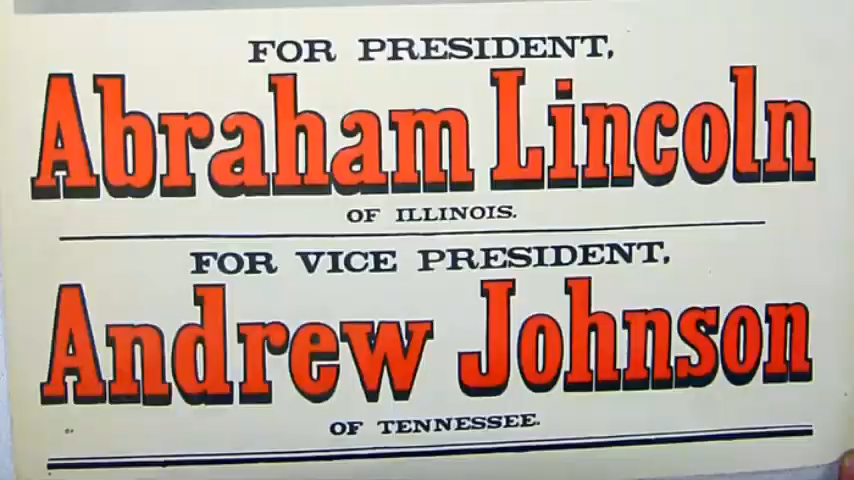 FOR PRESIDENT,
Abraham Lincoln
OF ILLINOIS.
FOR VICE PRESIDENT,
Andrew Johnson
OF TENNESSEE.